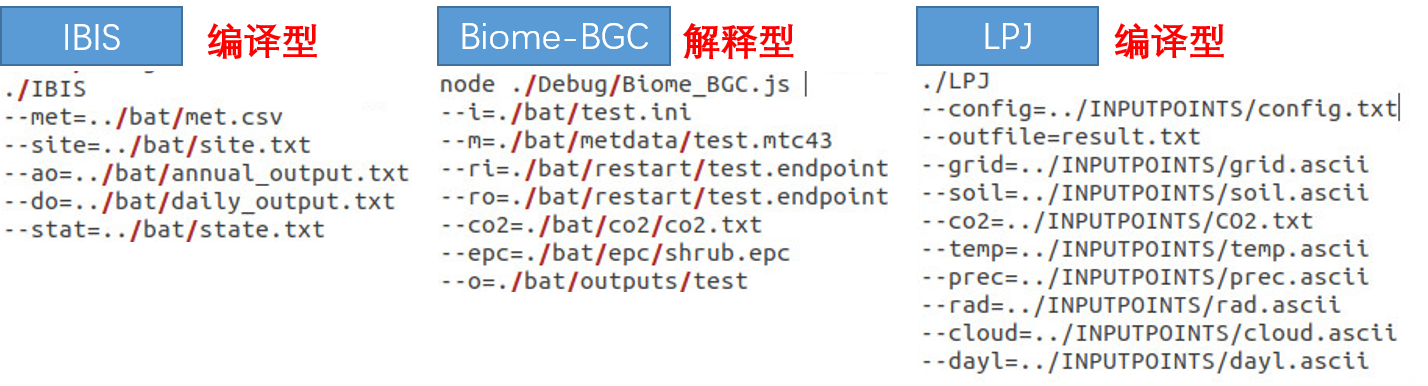 IBIS 编译型
./IBIS
--met=../bat/met.csv
--site=../bat/site.txt
--ao=../bat/annual_output.txt
--do=../bat/daily_output.txt
--stat=../bat/state.txt
Biome-BGC 解释型
node ./Debug/Biome_BGC.js
--i=./bat/test.ini
--m=./bat/metdata/test.mtc43
--ri=./bat/restart/test.endpoint
--ro=./bat/restart/test.endpoint
--co2=./bat/co2/co2.txt
--epc=./bat/epc/shrub.epc
--o=./bat/outputs/test
LPJ 编译型
./LPJ
--config=../INPUTPOINTS/config.txt
--outfile=result.txt
--grid=../INPUTPOINTS/grid.ascii
--soil=../INPUTPOINTS/soil.ascii
--co2=../INPUTPOINTS/CO2.txt
--temp=../INPUTPOINTS/temp.ascii
--prec=../INPUTPOINTS/prec.ascii
--rad=../INPUTPOINTS/rad.ascii
--cloud=../INPUTPOINTS/cloud.ascii
--dayl=../INPUTPOINTS/dayl.ascii